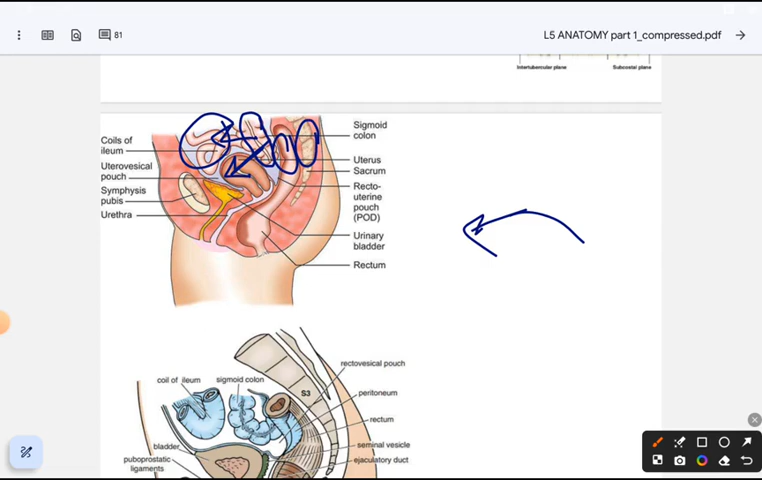 81
L5 ANATOMY part 1_compressed.pdf
Intertubercular plane
Subcostal plane
Coils of
ileum
Uterovesical
pouch
Symphysis
pubis
Urethra
Sigmoid
colon
Uterus
Sacrum
Recto-
uterine
pouch
(POD)
Urinary
bladder
Rectum
coil of ileum
sigmoid colon
S3
rectovesical pouch
peritoneum
rectum
seminal vesicle
ejaculatory duct
bladder
puboprostatic
ligaments